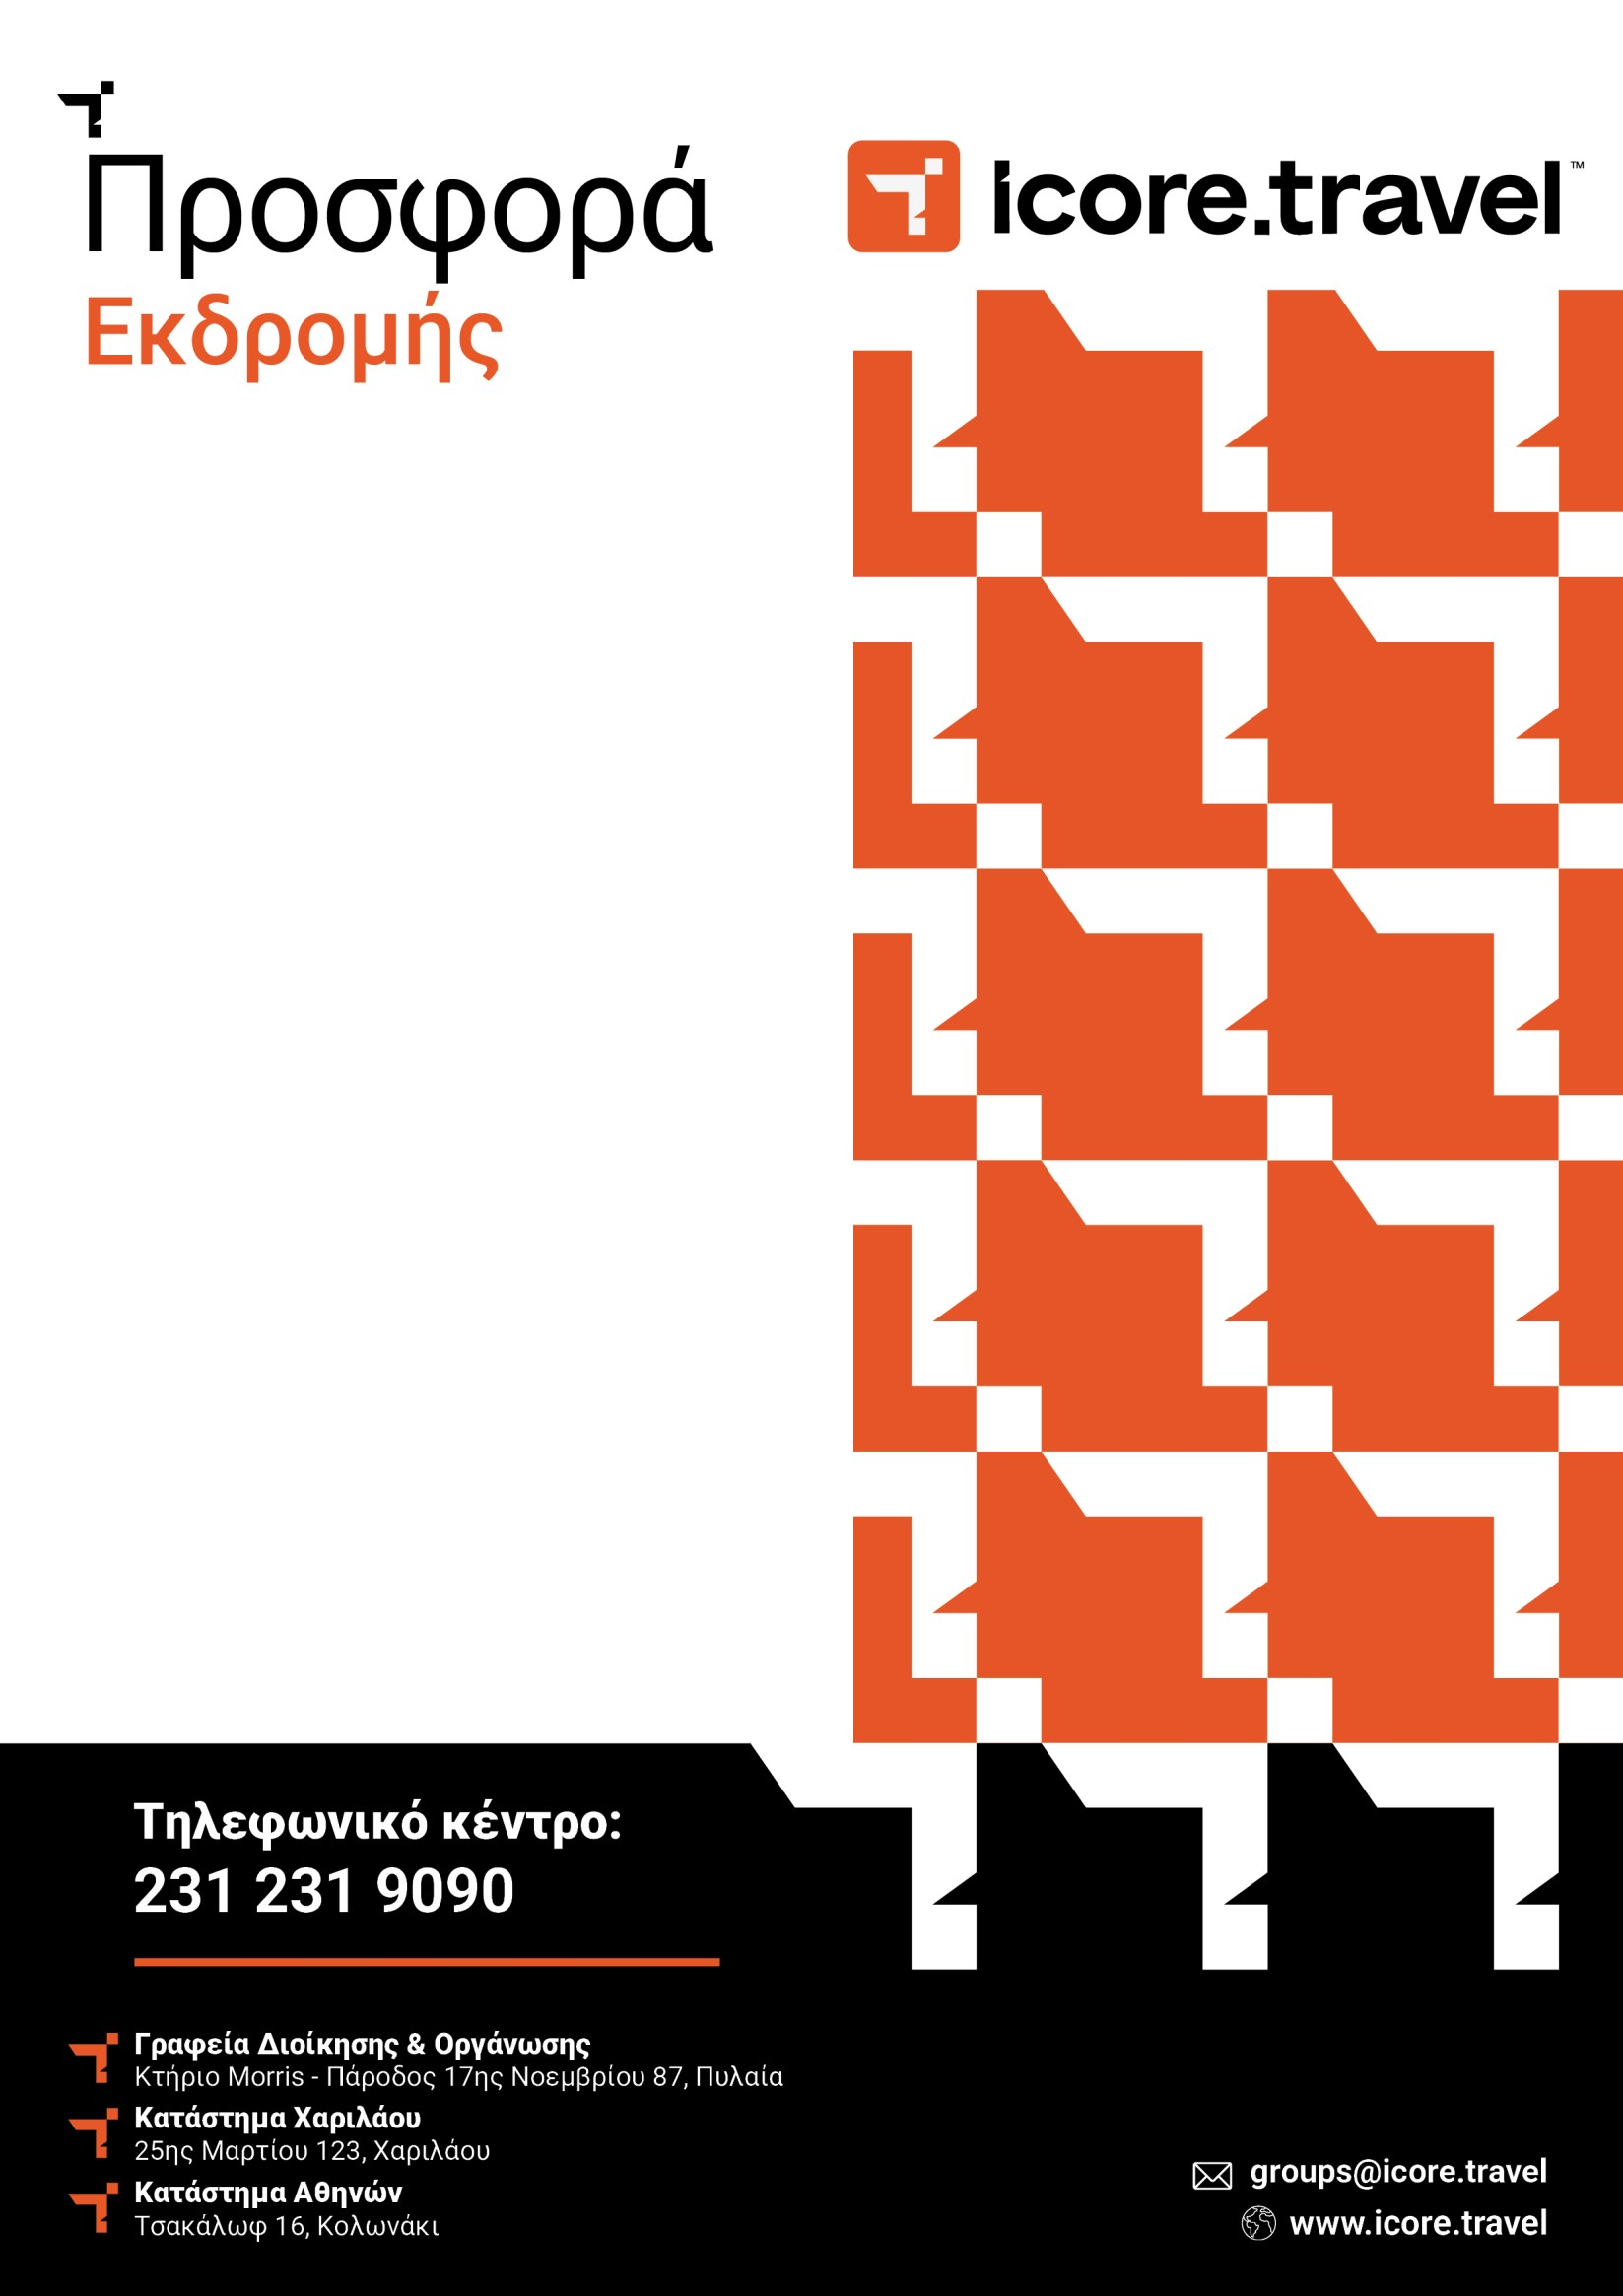 Προσφορά
Εκδρομής
icore.travel™
Τηλεφωνικό κέντρο:
231 231 9090
Γραφεία Διοίκησης & Οργάνωσης
Κτήριο Morris - Πάροδος 17ης Νοεμβρίου 87, Πυλαία
Κατάστημα Χαριλάου
25ης Μαρτίου 123, Χαριλάου
Κατάστημα Αθηνών
Τσακάλωφ 16, Κολωνάκι
groups@icore.travel
www.icore.travel